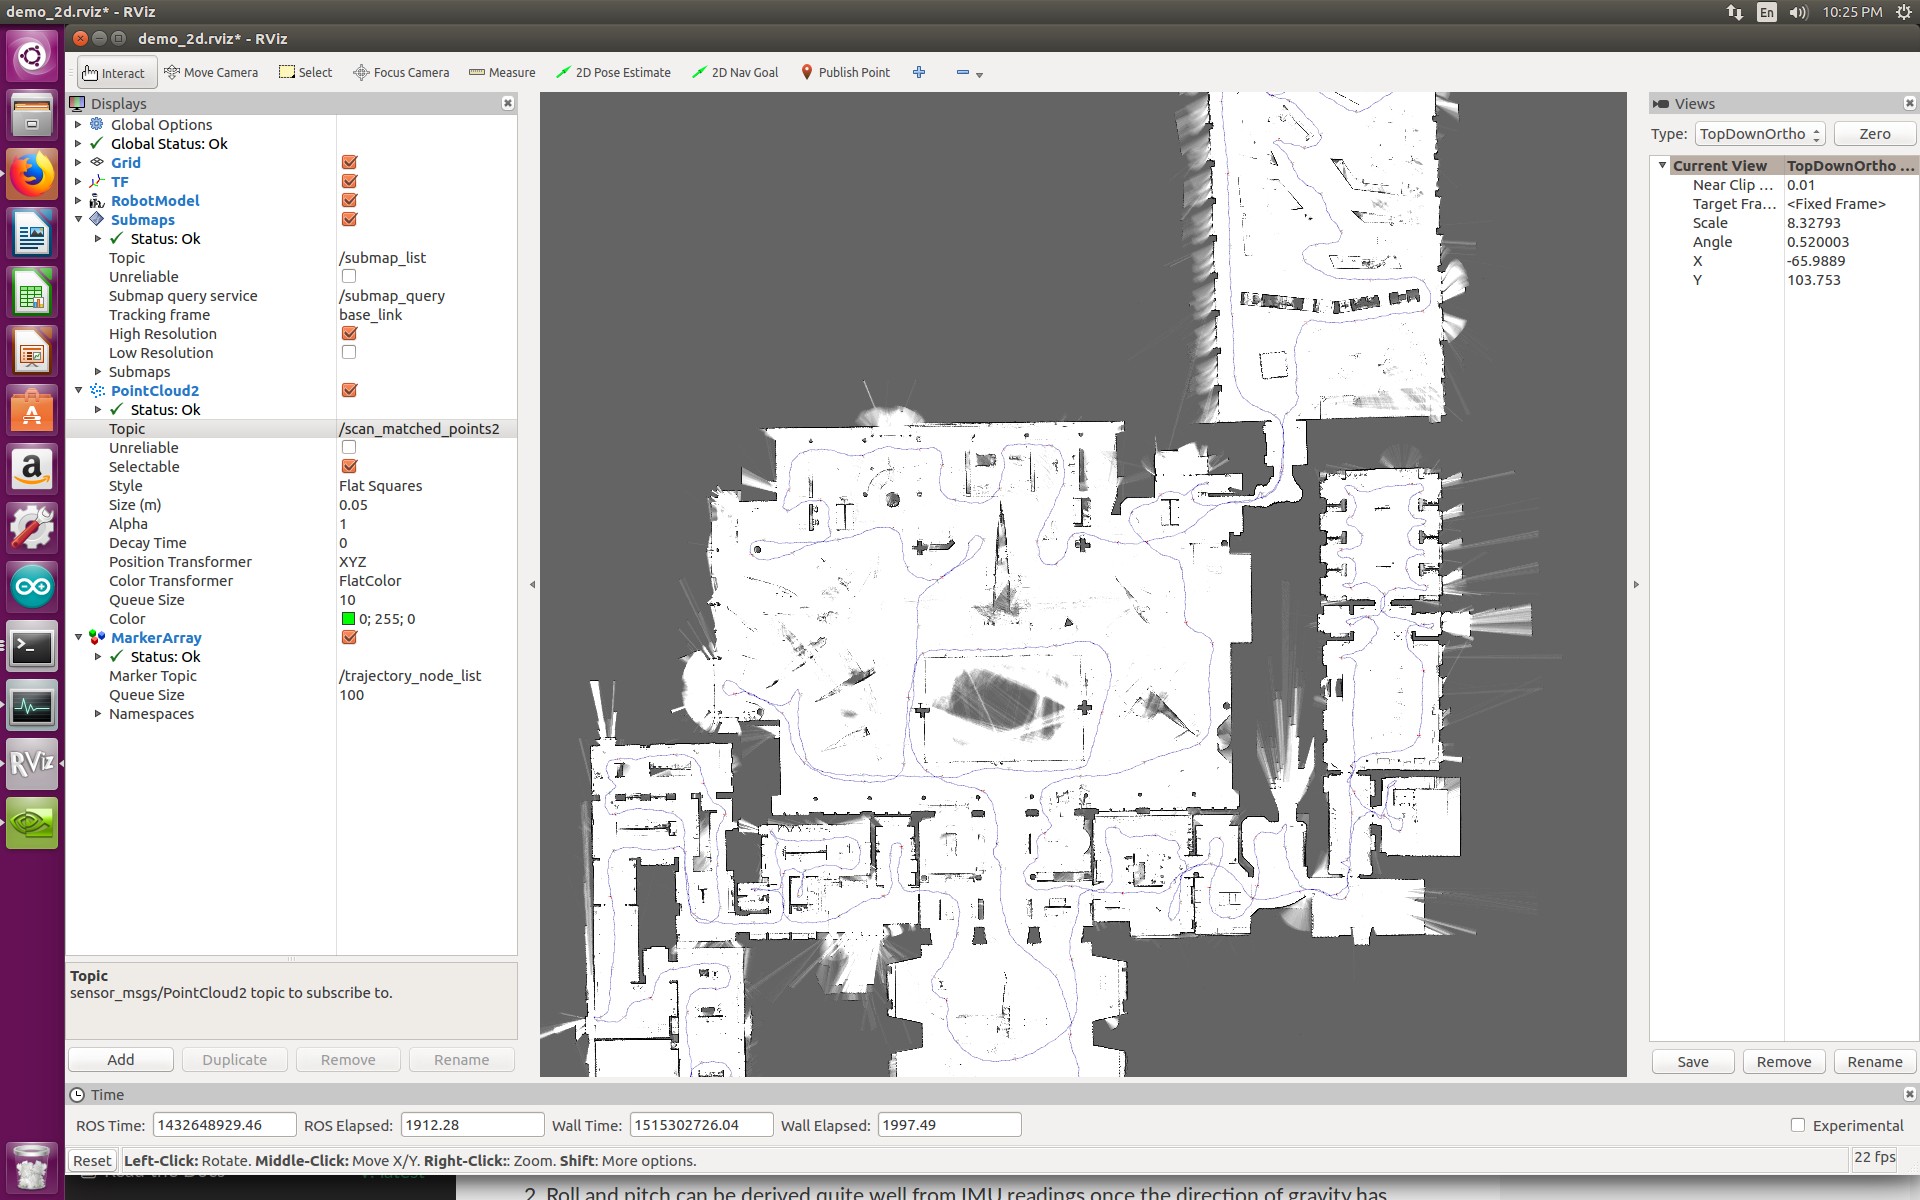 demo_2d.rviz* - RViz
En
10:25 PM
demo_2d.rviz* - RViz
Interact Move Camera Select Focus Camera Measure 2D Pose Estimate 2D Nav Goal Publish Point
Displays
Global Options
Global Status: Ok
Grid
TF
RobotModel
Submaps
Status: Ok
Topic /submap_list
Unreliable
Submap query service /submap_query
Tracking frame base_link
High Resolution
Low Resolution
Submaps
PointCloud2
Status: Ok
Topic /scan_matched_points2
Unreliable
Selectable
Style Flat Squares
Size (m) 0.05
Alpha 1
Decay Time 0
Position Transformer XYZ
Color Transformer FlatColor
Queue Size 10
Color 0; 255; 0
MarkerArray
Status: Ok
Marker Topic /trajectory_node_list
Queue Size 100
Namespaces
Topic
sensor_msgs/PointCloud2 topic to subscribe to.
Add Duplicate Remove Rename
Views
Type: TopDownOrtho Zero
Current View TopDownOrtho ...
Near Clip ... 0.01
Target Fra... <Fixed Frame>
Scale 8.32793
Angle 0.520003
X -65.9889
Y 103.753
Save Remove Rename
RViz
Time
ROS Time: 1432648929.46 ROS Elapsed: 1912.28 Wall Time: 1515302726.04 Wall Elapsed: 1997.49 Experimental
Reset Left-Click: Rotate. Middle-Click: Move X/Y. Right-Click:: Zoom. Shift: More options. 22 fps
2. Roll and pitch can be derived quite well from IMU readings once the direction of gravity has